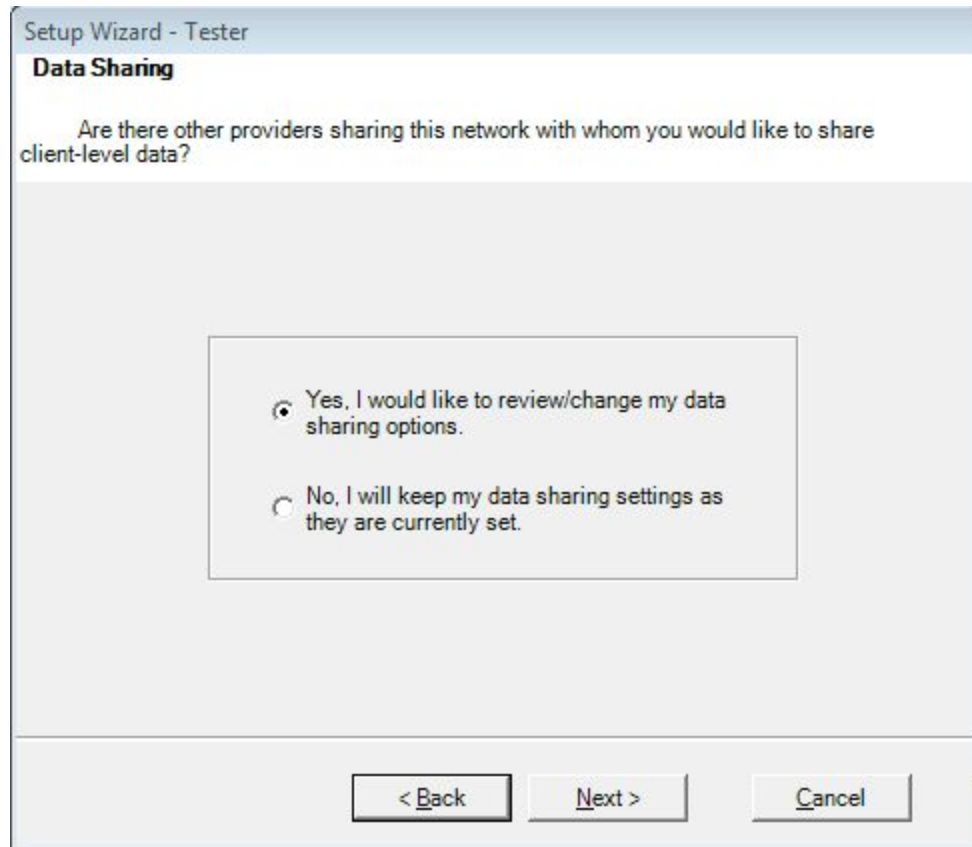 Setup Wizard - Tester
Data Sharing
Are there other providers sharing this network with whom you would like to share
client-level data?
Yes, I would like to review/change my data
sharing options.
No, I will keep my data sharing settings as
they are currently set.
< Back
Next >
Cancel